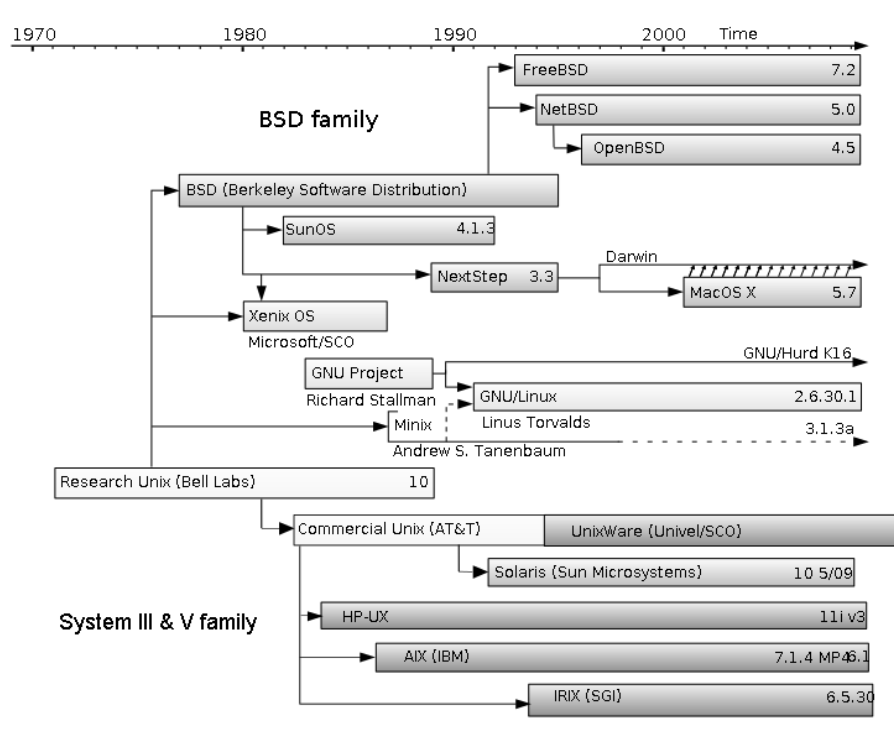 1970 1980 1990 2000 Time
FreeBSD 7.2
BSD family
NetBSD 5.0
OpenBSD 4.5
BSD (Berkeley Software Distribution)
SunOS 4.1.3
Darwin
NextStep 3.3
MacOS X 5.7
Xenix OS
Microsoft/SCO
GNU/Hurd K16
GNU Project
Richard Stallman
GNU/Linux 2.6.30.1
Linus Torvalds
Minix 3.1.3a
Andrew S. Tanenbaum
Research Unix (Bell Labs) 10
Commercial Unix (AT&T) UnixWare (Univel/SCO)
Solaris (Sun Microsystems) 10 5/09
System III & V family
HP-UX 11i v3
AIX (IBM) 7.1.4 MP4 6.1
IRIX (SGI) 6.5.30